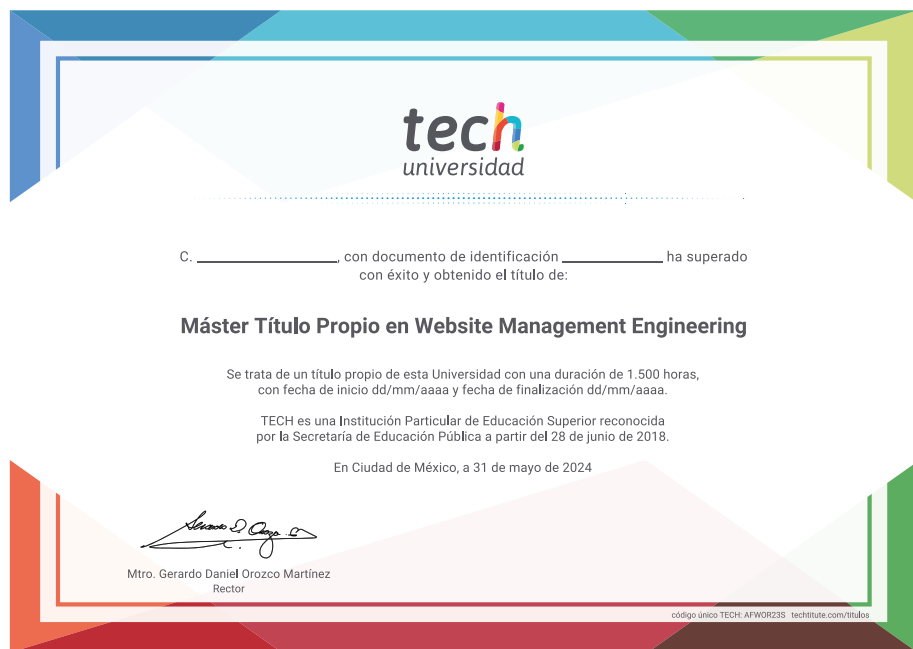 tech
universidad
C. ________________, con documento de identificación ____________ ha superado
con éxito y obtenido el título de:
Máster Título Propio en Website Management Engineering
Se trata de un título propio de esta Universidad con una duración de 1.500 horas,
con fecha de inicio dd/mm/aaaa y fecha de finalización dd/mm/aaaa.
TECH es una Institución Particular de Educación Superior reconocida
por la Secretaría de Educación Pública a partir del 28 de junio de 2018.
En Ciudad de México, a 31 de mayo de 2024
Mtro. Gerardo Daniel Orozco Martínez
Rector
código único TECH: AFWOR23S techtitute.com/titulos